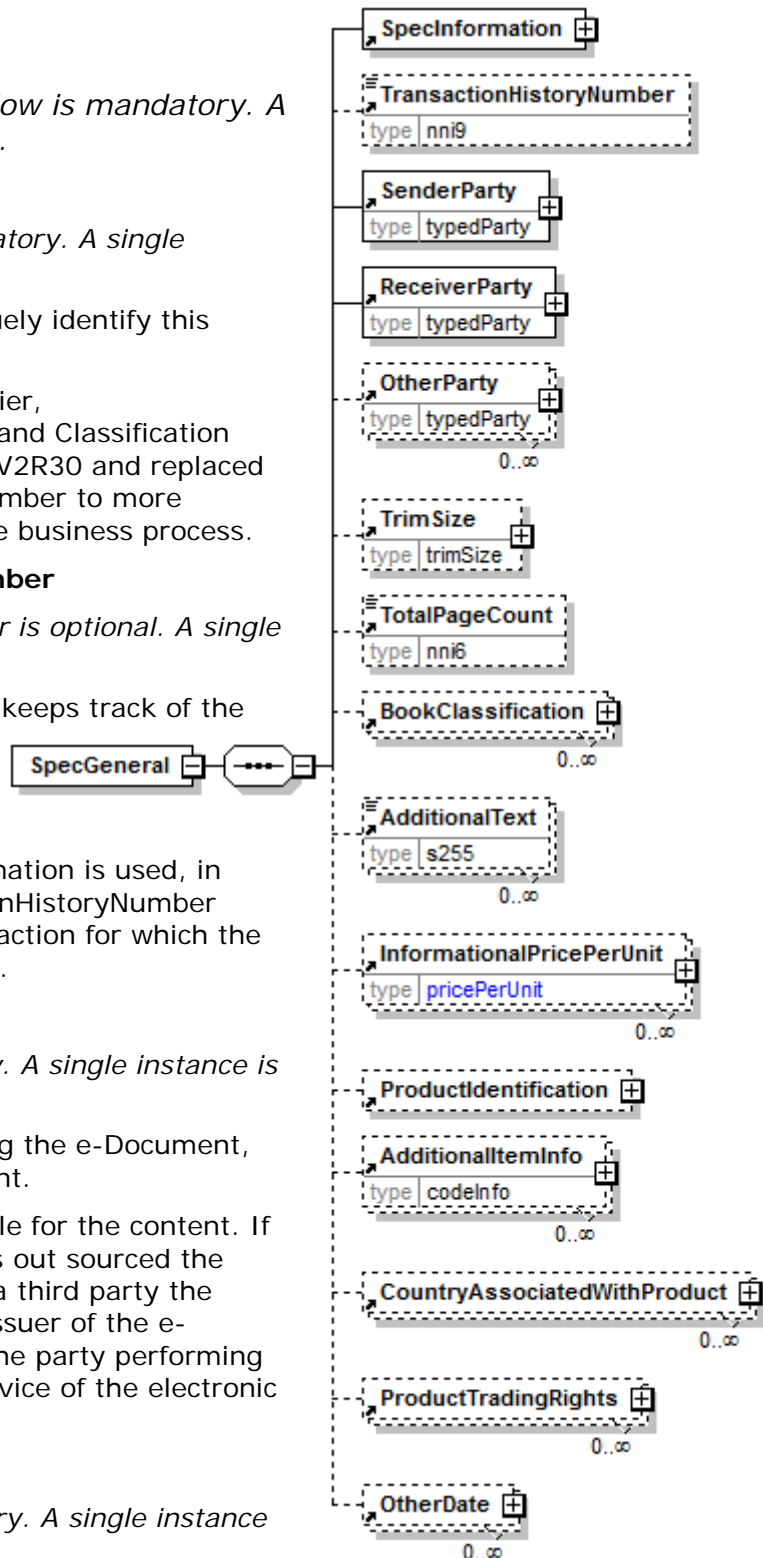 low is mandatory. A
.
atory. A single
uely identify this
ier,
and Classification
V2R30 and replaced
mber to more
e business process.
nber
r is optional. A single
keeps track of the
nation is used, in
nHistoryNumber
action for which the
.
y. A single instance is
g the e-Document,
nt.
le for the content. If
s out sourced the
a third party the
ssuer of the e-
he party performing
vice of the electronic
ry. A single instance
SpecGeneral
SpecInformation
TransactionHistoryNumber
type nni9
SenderParty
type typedParty
ReceiverParty
type typedParty
OtherParty
type typedParty
0..∞
TrimSize
type trimSize
TotalPageCount
type nni6
BookClassification
0..∞
AdditionalText
type s255
0..∞
InformationalPricePerUnit
type pricePerUnit
0..∞
ProductIdentification
AdditionalItemInfo
type codeInfo
0..∞
CountryAssociatedWithProduct
0..∞
ProductTradingRights
0..∞
OtherDate
0..∞